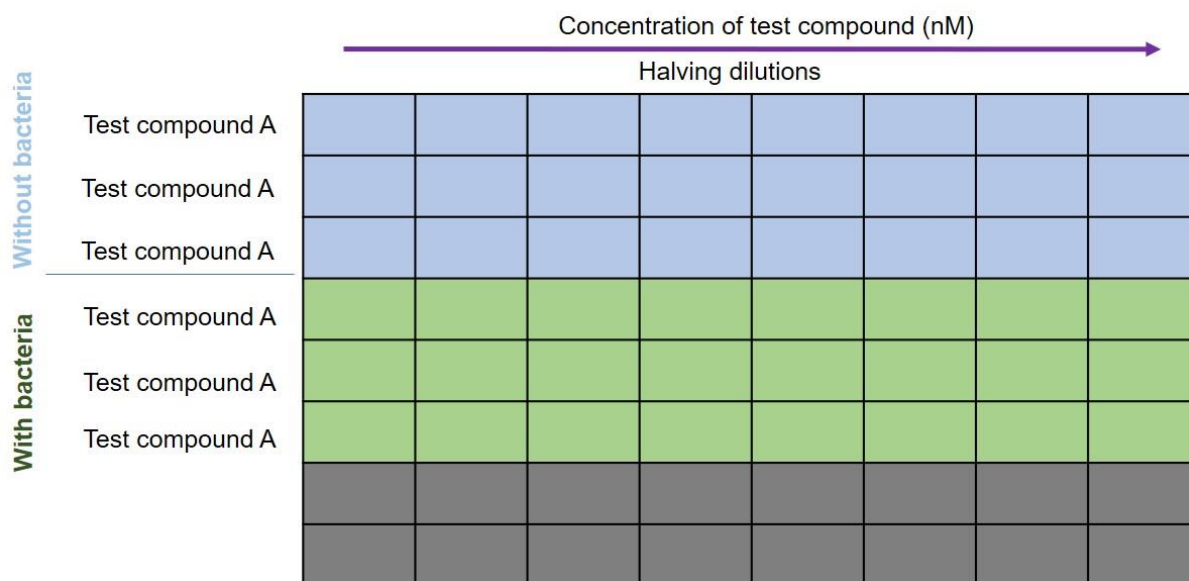 Concentration of test compound (nM)
Halving dilutions
Without bacteria
Test compound A
Test compound A
Test compound A
With bacteria
Test compound A
Test compound A
Test compound A